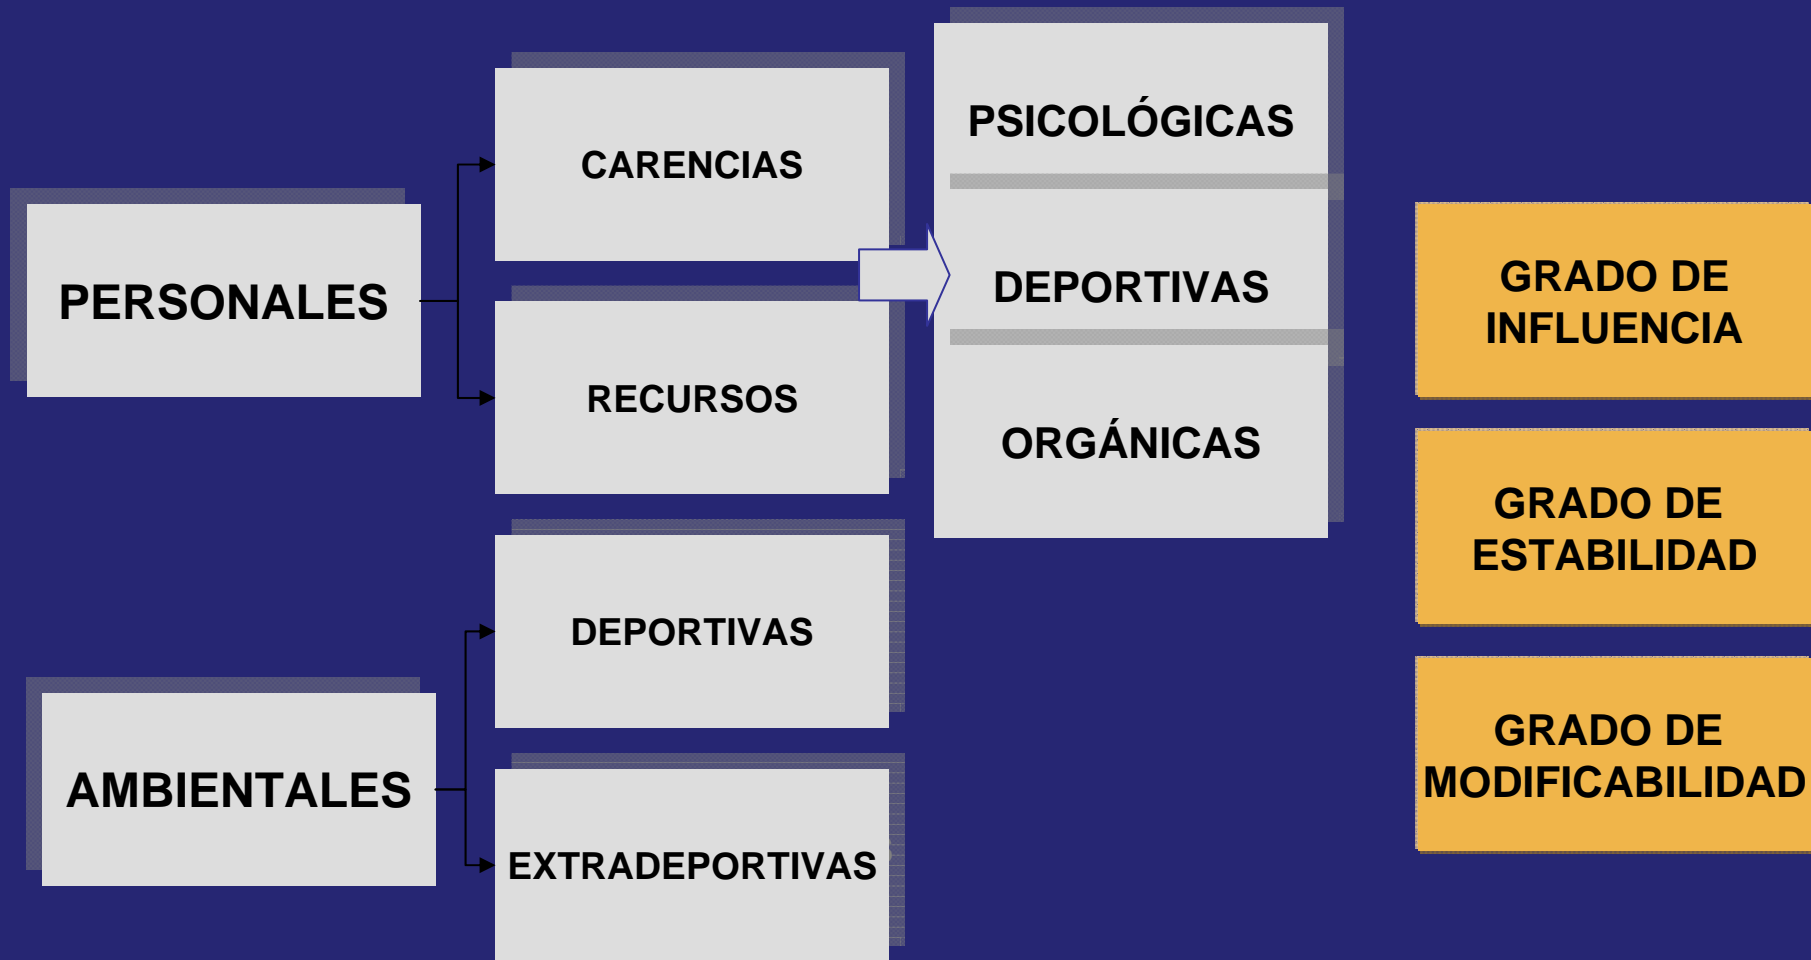 PERSONALES
CARENCIAS
RECURSOS
PSICOLÓGICAS
DEPORTIVAS
ORGÁNICAS
AMBIENTALES
DEPORTIVAS
EXTRADEPORTIVAS
GRADO DE
INFLUENCIA
GRADO DE
ESTABILIDAD
GRADO DE
MODIFICABILIDAD